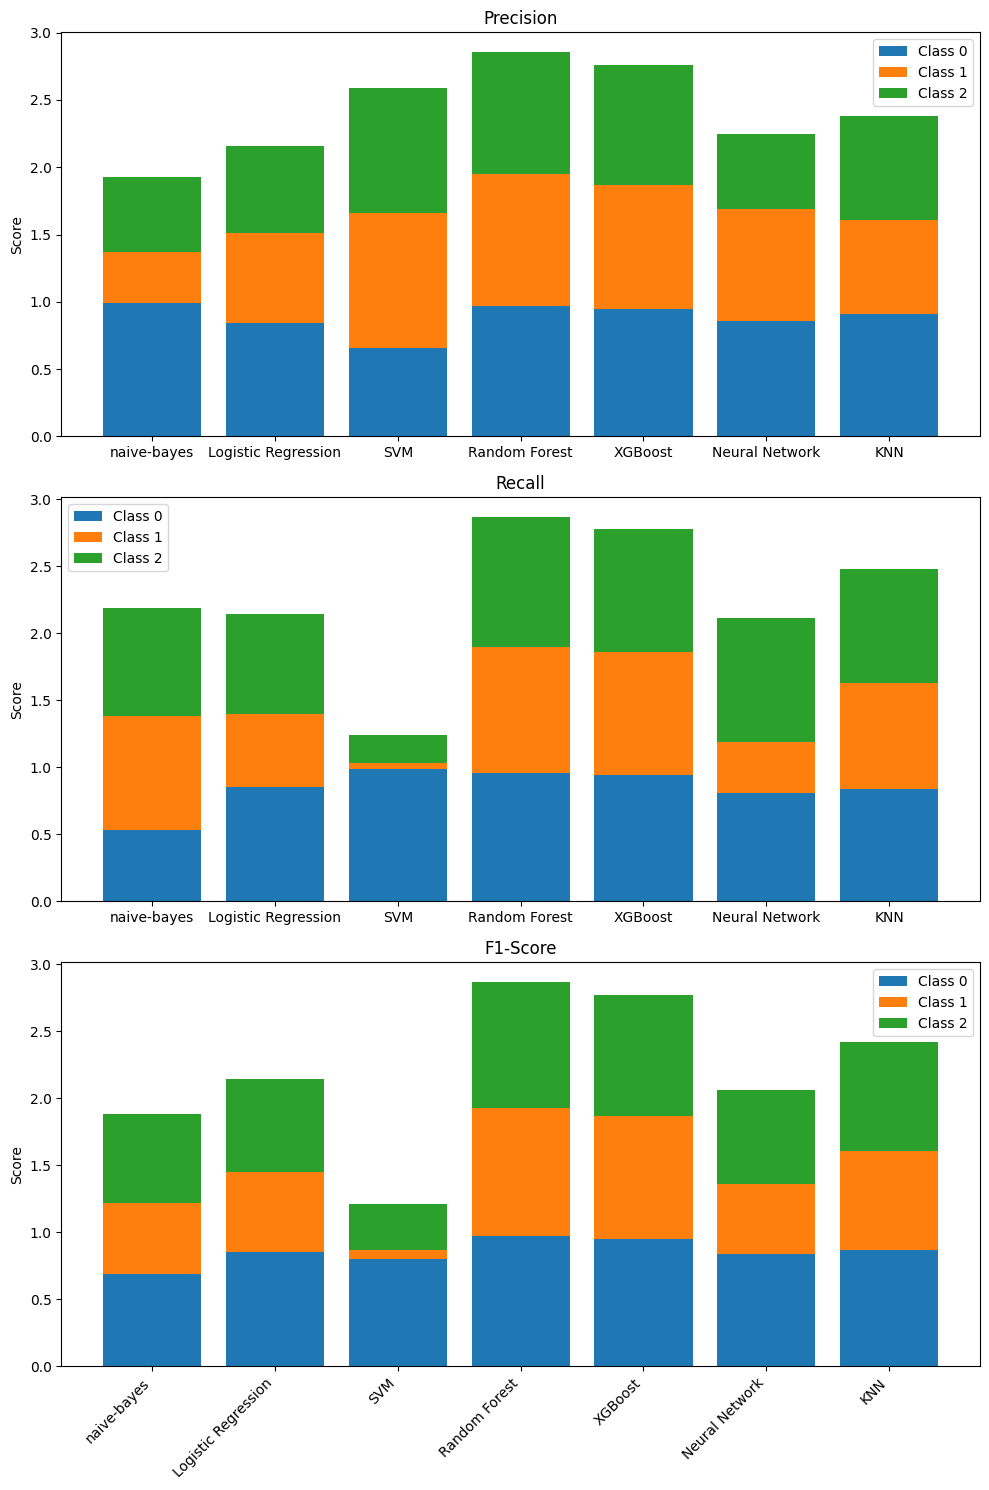 Precision
3.0
2.5
2.0
1.5
1.0
0.5
0.0
Score
Class 0
Class 1
Class 2
naive-bayes Logistic Regression SVM Random Forest XGBoost Neural Network KNN
Recall
3.0
2.5
2.0
1.5
1.0
0.5
0.0
Score
Class 0
Class 1
Class 2
naive-bayes Logistic Regression SVM Random Forest XGBoost Neural Network KNN
F1-Score
3.0
2.5
2.0
1.5
1.0
0.5
0.0
Score
Class 0
Class 1
Class 2
naive-bayes
Logistic Regression
SVM
Random Forest
XGBoost
Neural Network
KNN